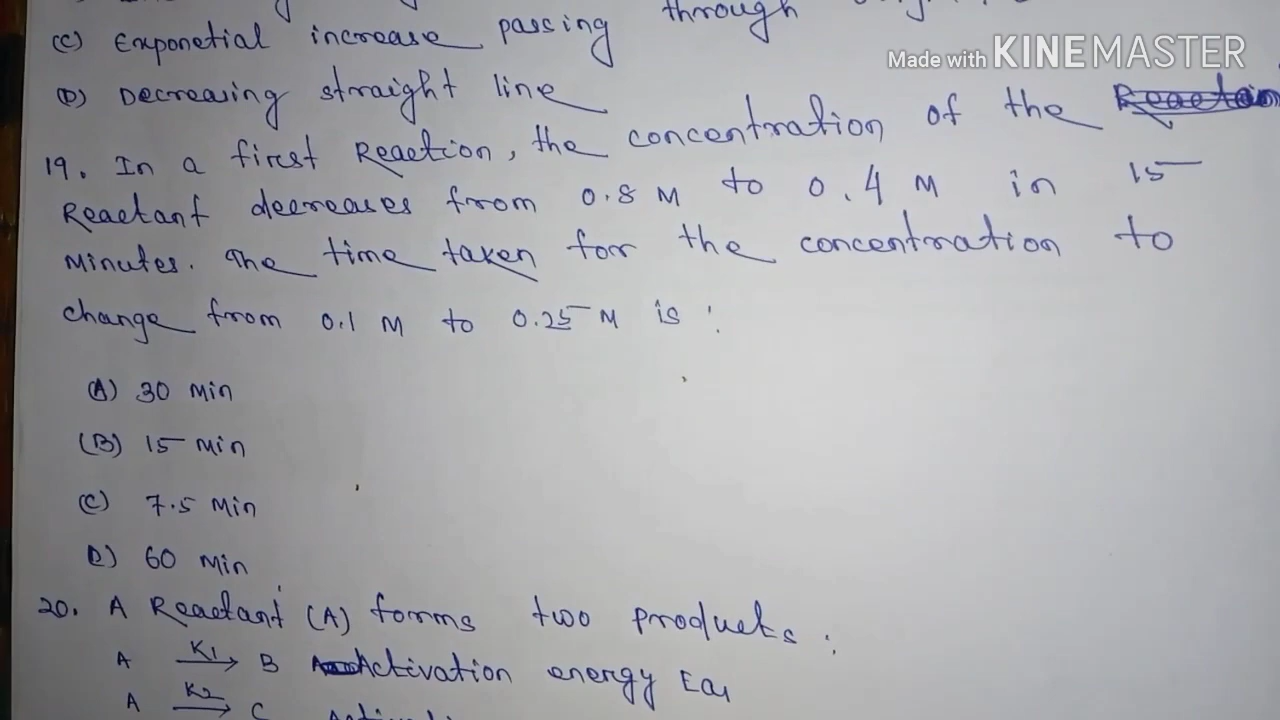 (C) Exponetial increase passing through
Made with KINEMASTER
(D) Decreasing straight line
19. In a first Reaction, the concentration of the
Reactant decreases from 0.8 M to 0.4 M in 15
Minutes. The time taken for the concentration to
change from 0.1 M to 0.25 M is :
(A) 30 Min
(B) 15 Min
(C) 7.5 Min
D) 60 Min
20. A Reactant (A) forms two products :
A K1 → B Activation energy Ea1
A K2 → C